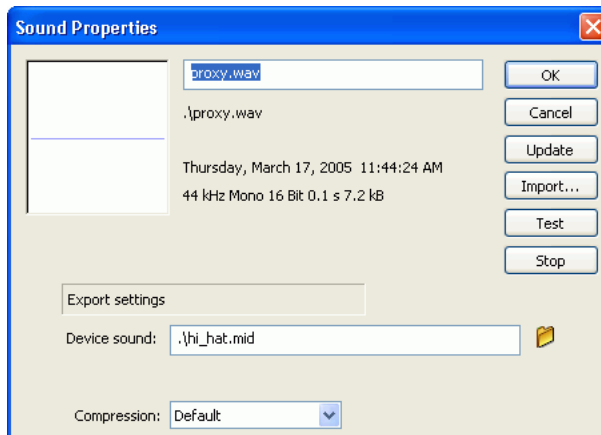 Sound Properties
proxy.wav
.\proxy.wav
Thursday, March 17, 2005 11:44:24 AM
44 kHz Mono 16 Bit 0.1 s 7.2 kB
OK
Cancel
Update
Import...
Test
Stop
Export settings
Device sound: .\hi_hat.mid
Compression: Default